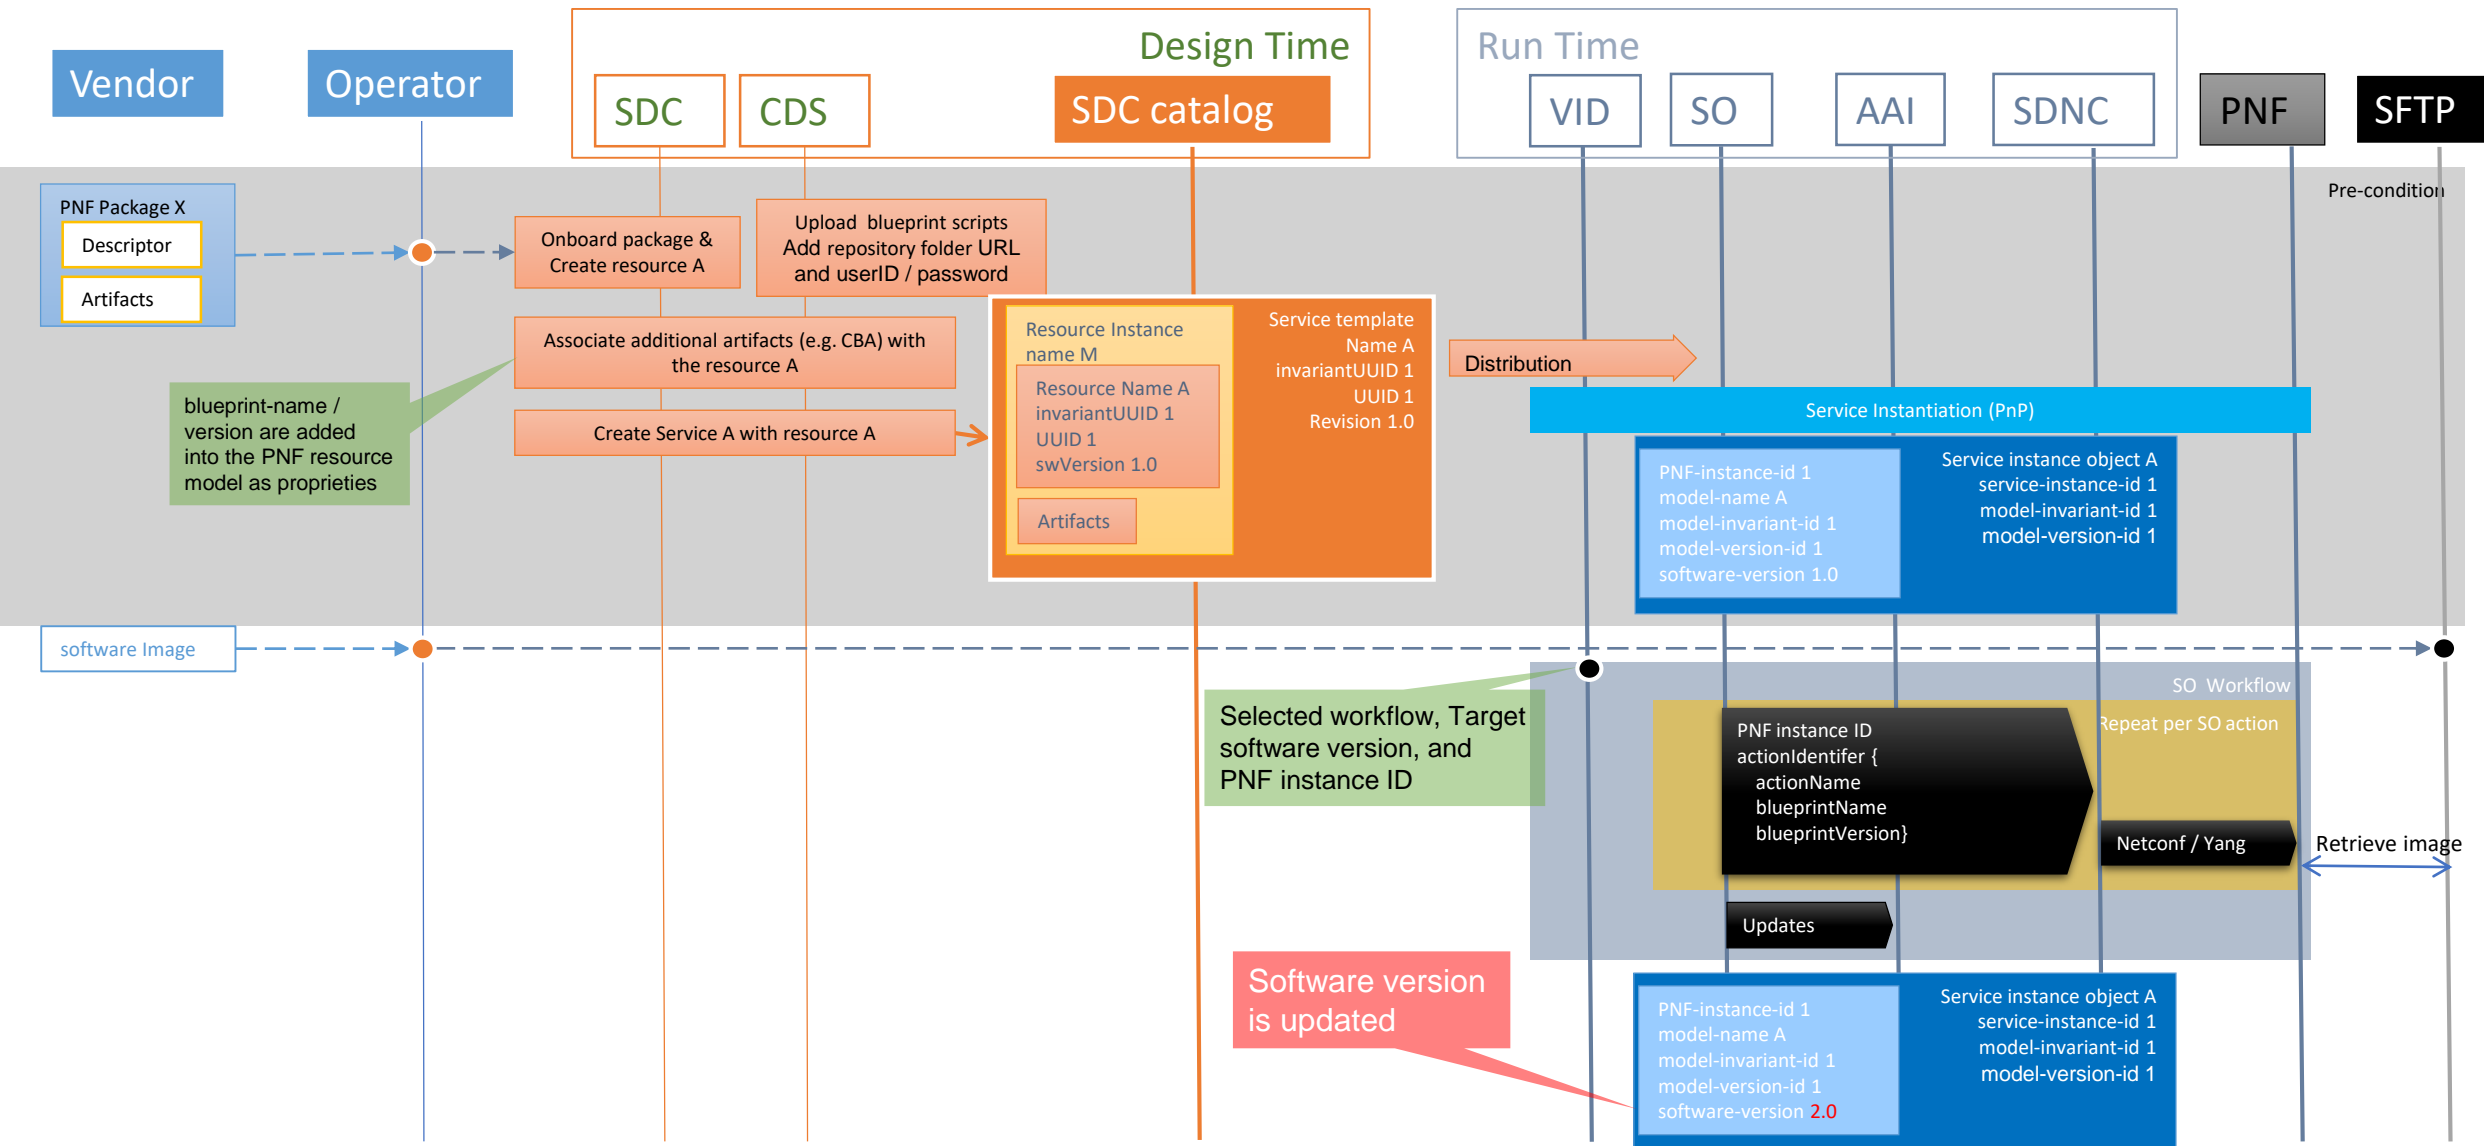 Design Time
Run Time
Vendor
Operator
SDC
CDS
SDC catalog
VID
SO
AAI
SDNC
PNF
SFTP
Pre-condition
PNF Package X
Descriptor
Artifacts
Onboard package &
Create resource A
Upload blueprint scripts
Add repository folder URL
and userID / password
Associate additional artifacts (e.g. CBA) with
the resource A
blueprint-name /
version are added
into the PNF resource
model as proprieties
Create Service A with resource A
Resource Instance
name M
Resource Name A
invariantUUID 1
UUID 1
swVersion 1.0
Artifacts
Service template
Name A
invariantUUID 1
UUID 1
Revision 1.0
Distribution
Service Instantiation (PnP)
PNF-instance-id 1
model-name A
model-invariant-id 1
model-version-id 1
software-version 1.0
Service instance object A
service-instance-id 1
model-invariant-id 1
model-version-id 1
software Image
Selected workflow, Target
software version, and
PNF instance ID
SO Workflow
Repeat per SO action
PNF instance ID
actionIdentifer {
actionName
blueprintName
blueprintVersion}
Netconf / Yang
Retrieve image
Updates
Software version
is updated
PNF-instance-id 1
model-name A
model-invariant-id 1
model-version-id 1
software-version 2.0
Service instance object A
service-instance-id 1
model-invariant-id 1
model-version-id 1